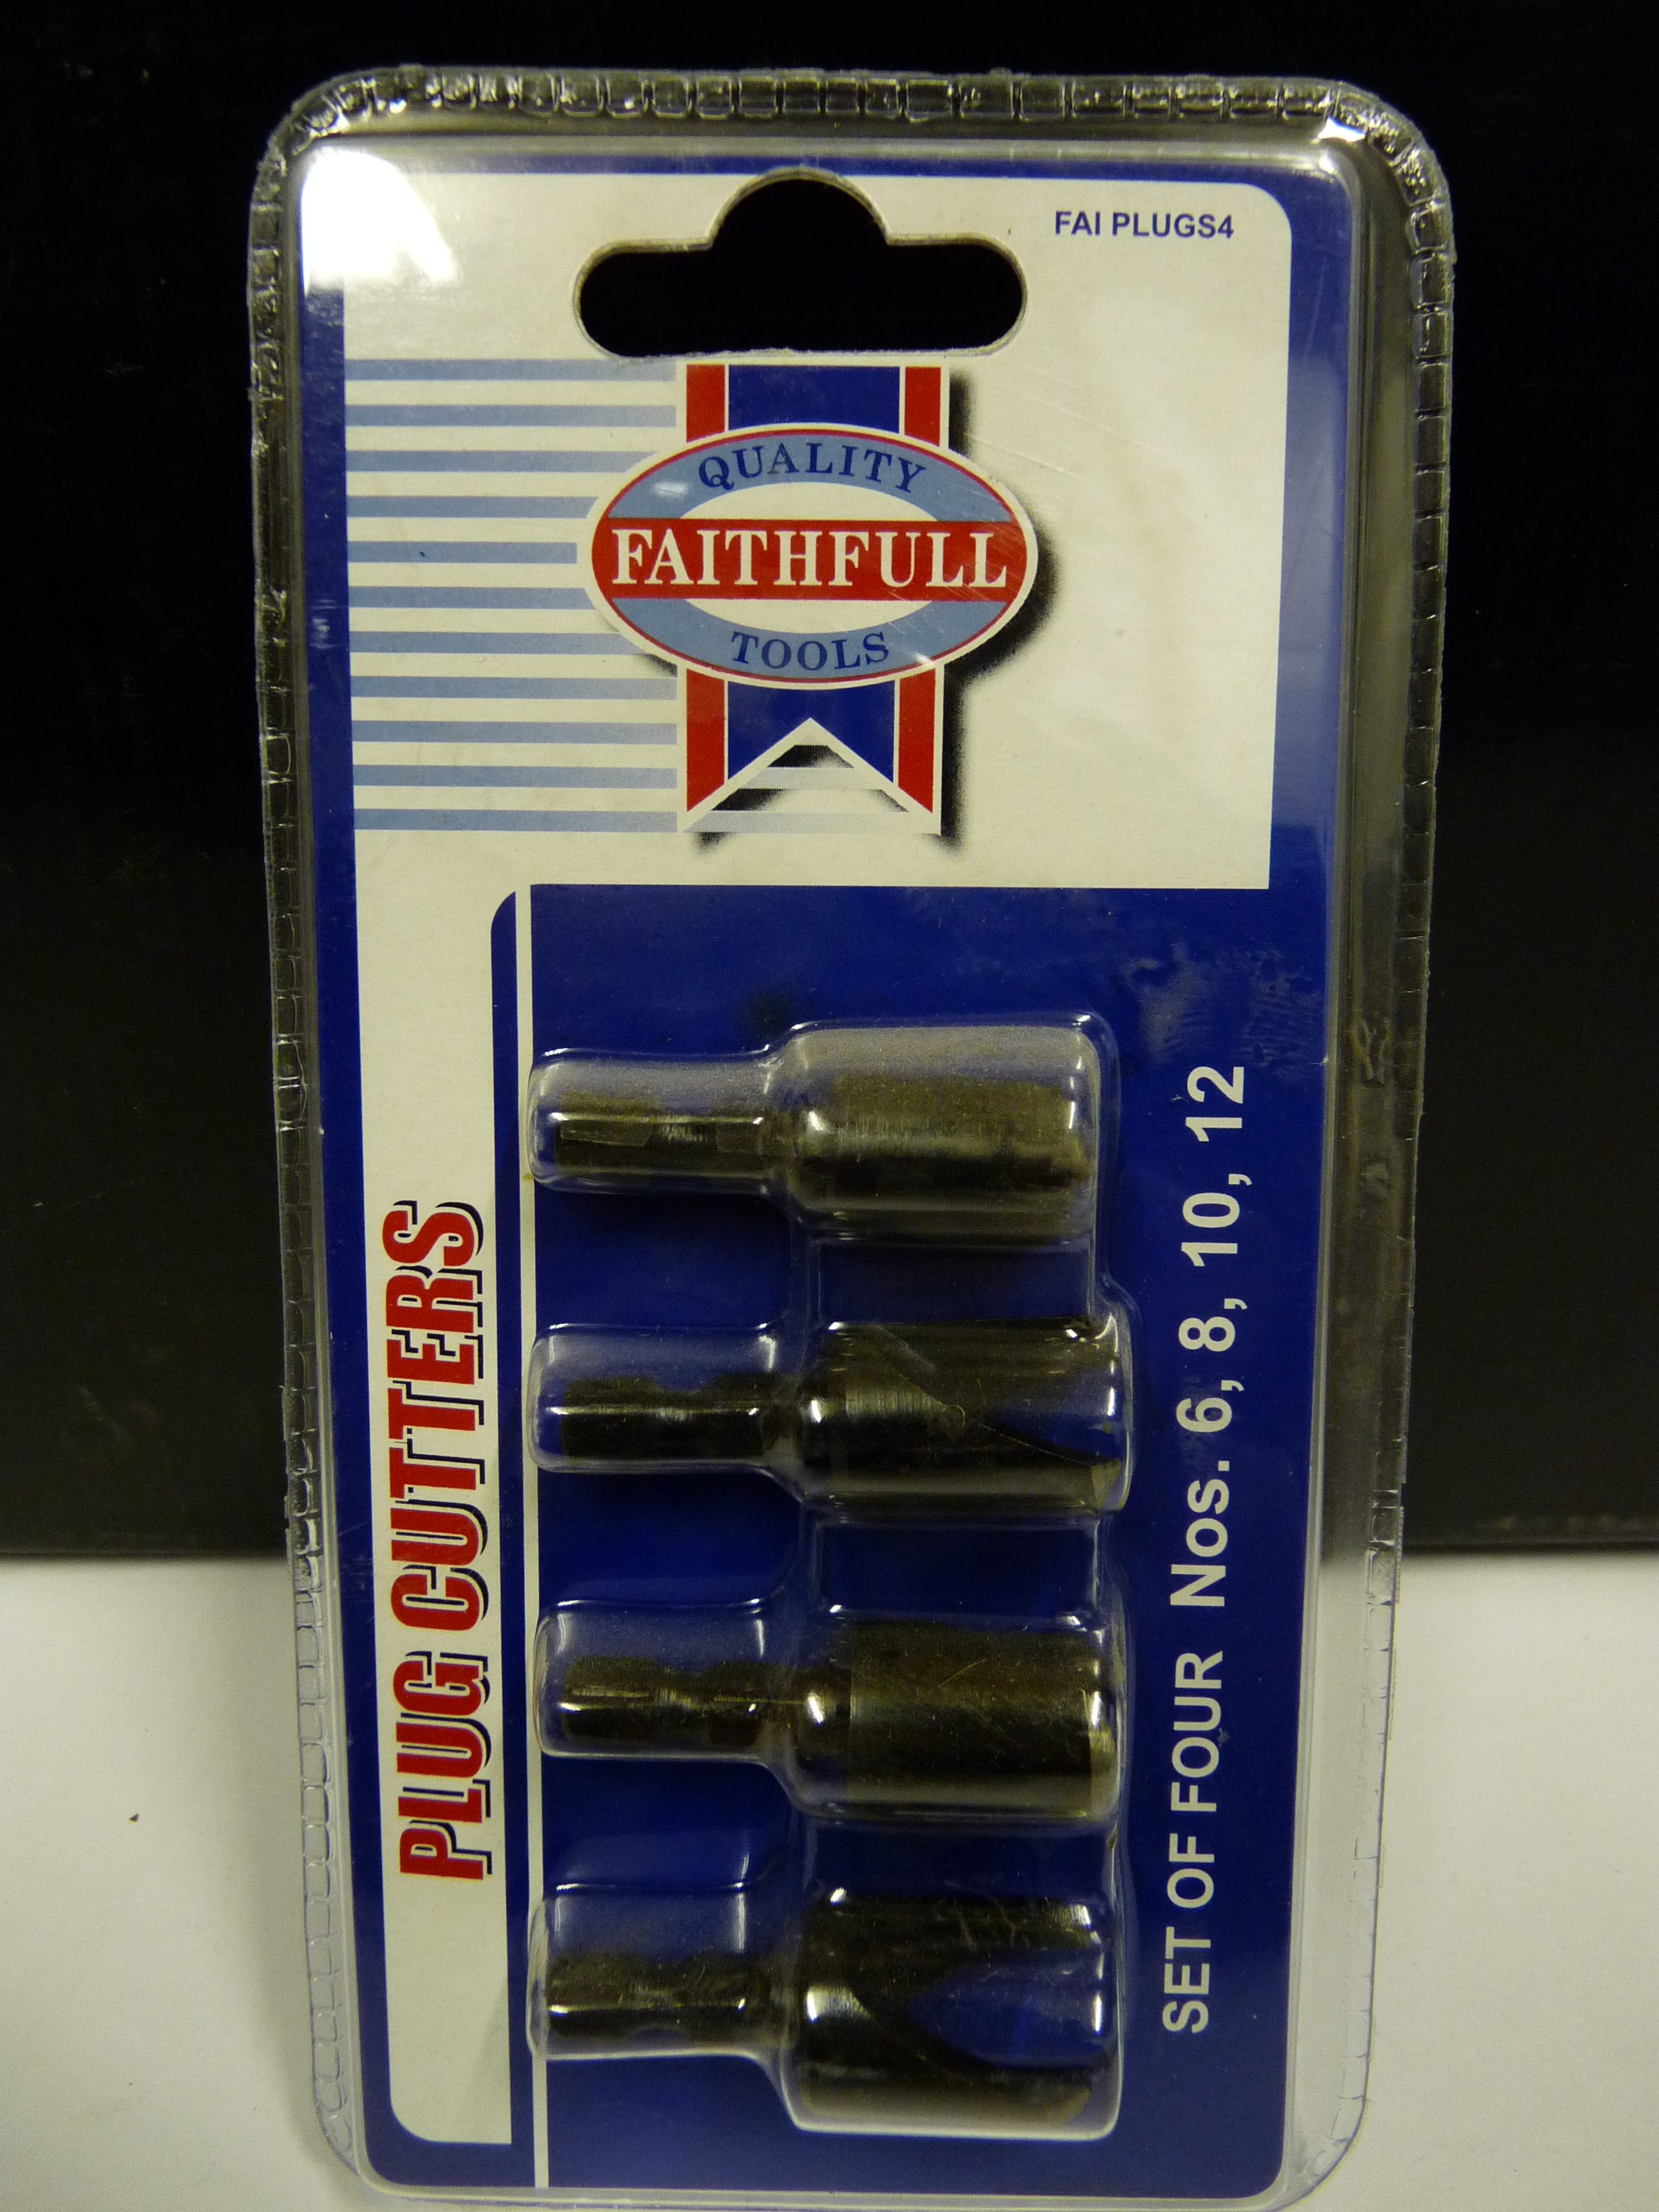 FAI PLUGS4
QUALITY
FAITHFULL
TOOLS
PLUG CUTTERS
SET OF FOUR Nos. 6, 8, 10, 12